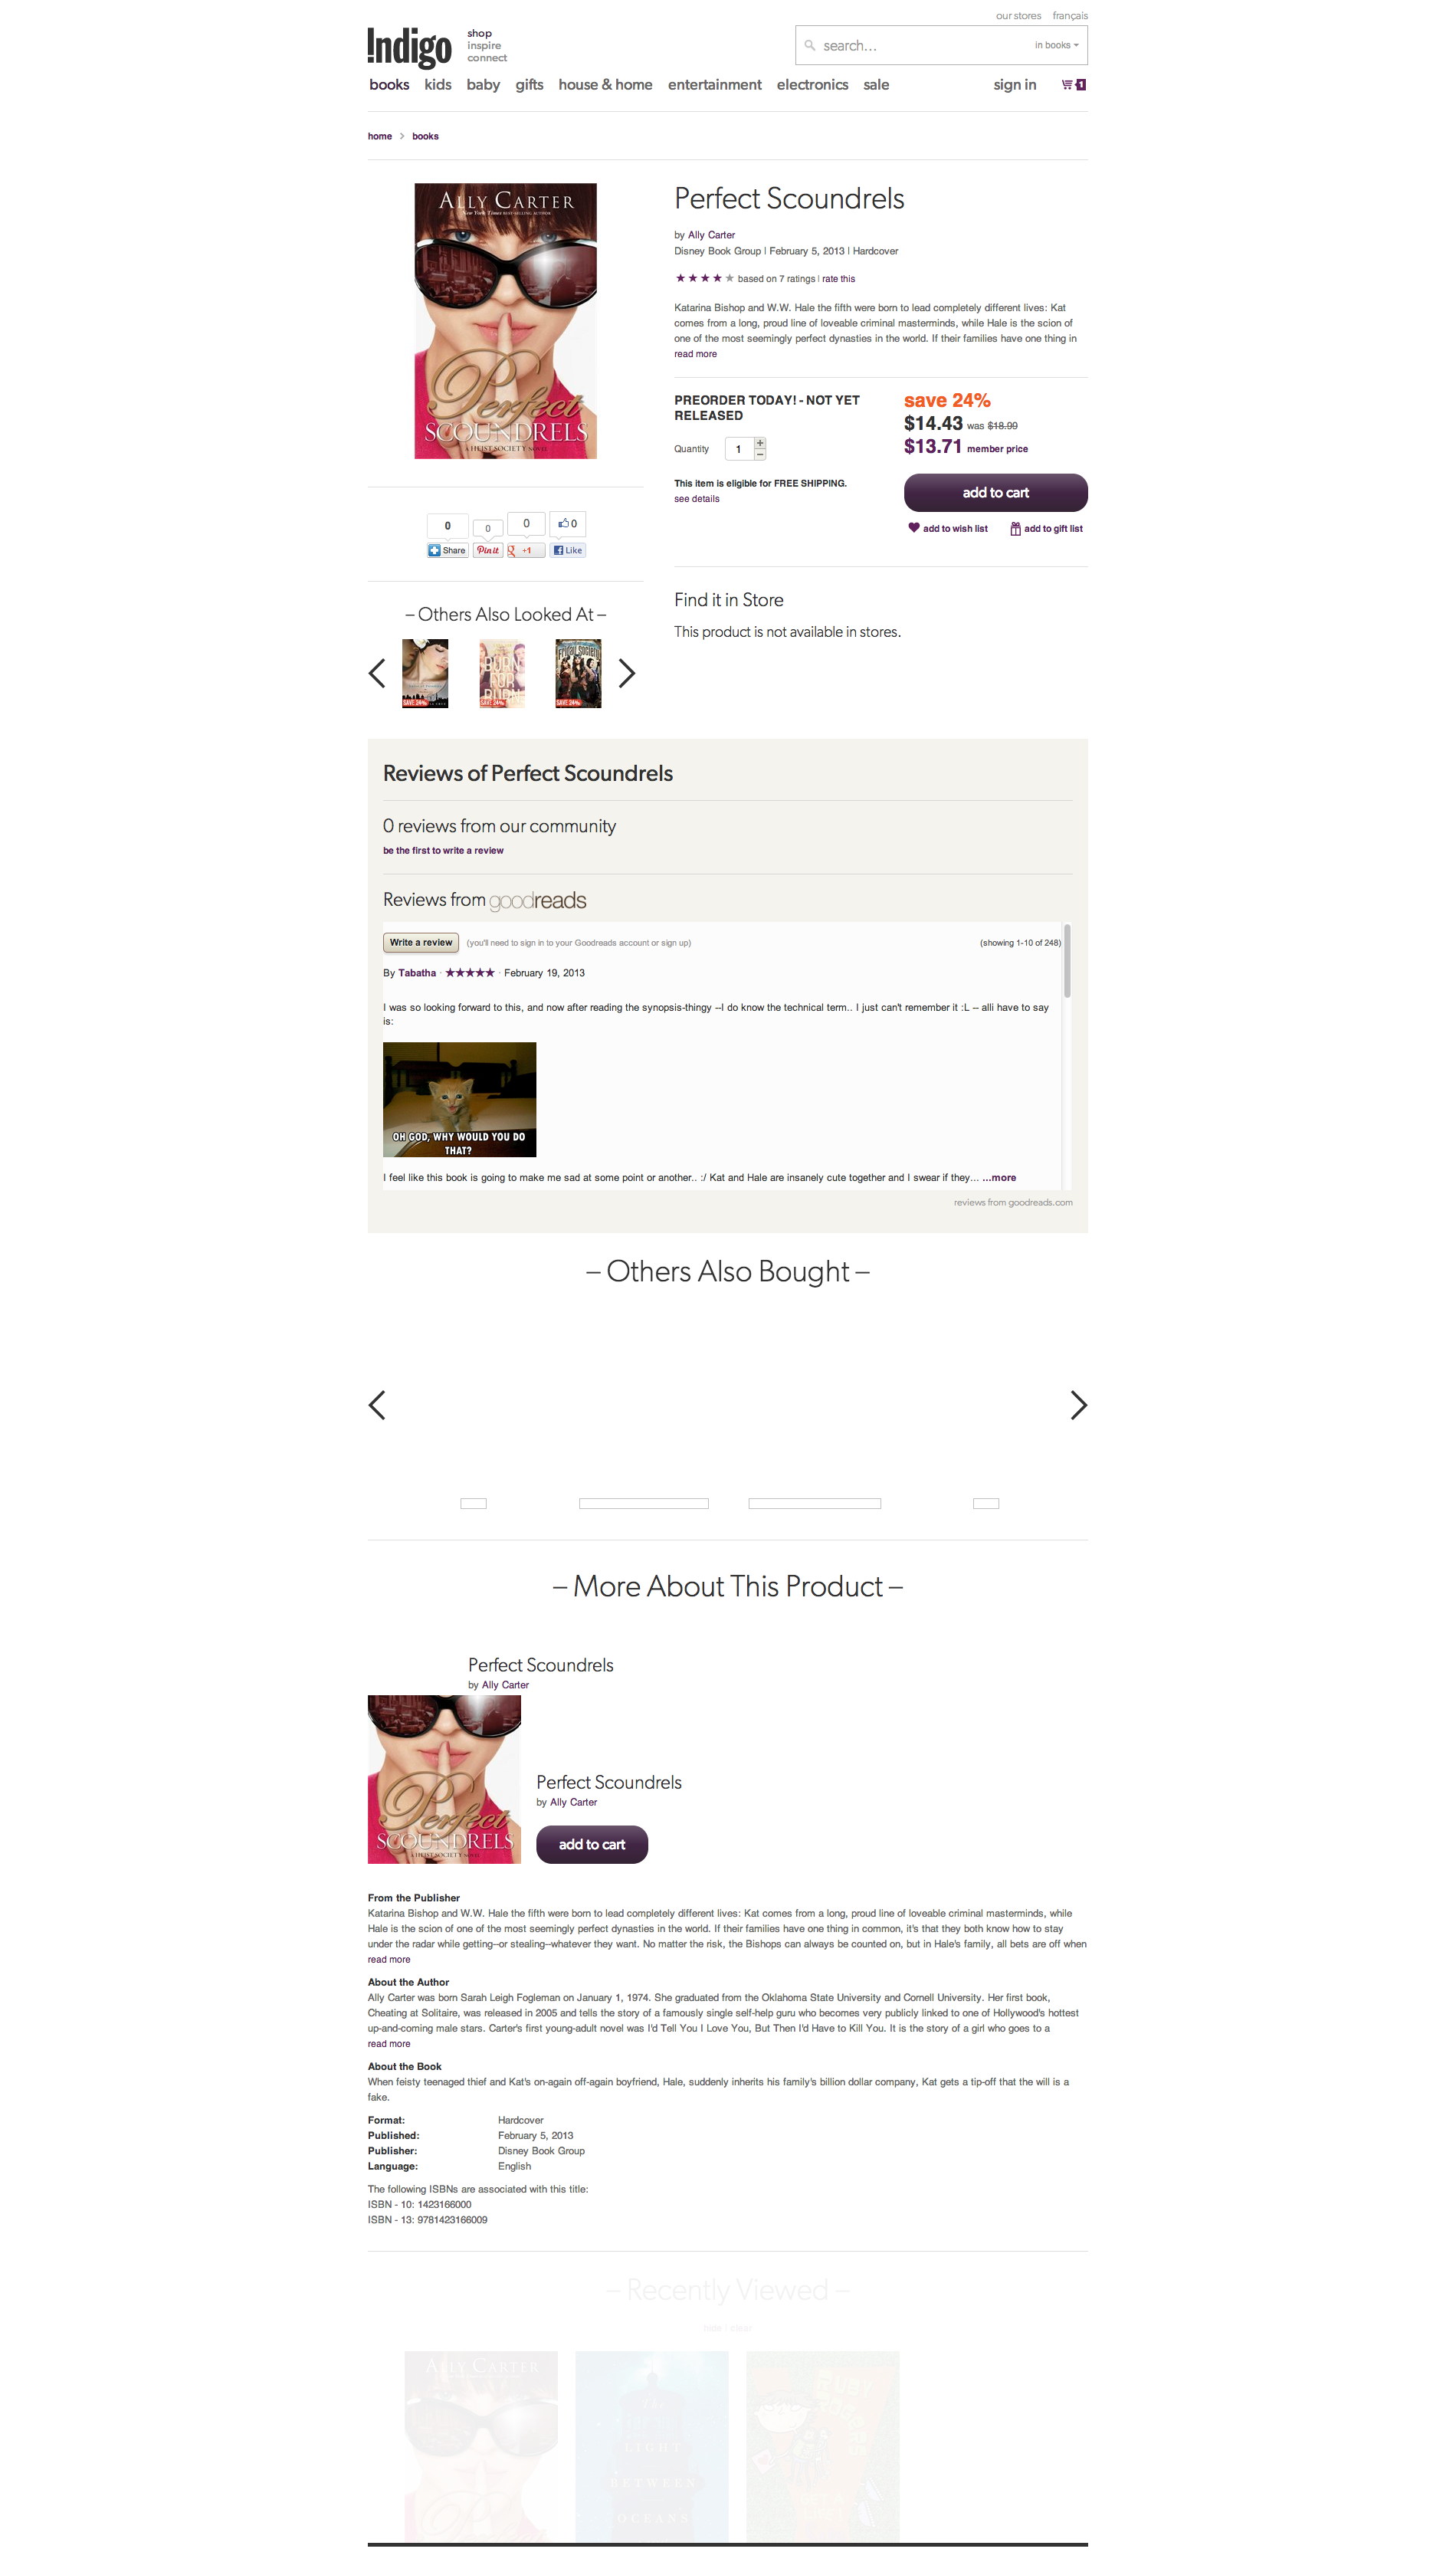 our stores français
Indigo
shop
inspire
connect
search...
in books
books kids baby gifts house & home entertainment electronics sale sign in 1
home > books
ALLY CARTER
New York Times BEST-SELLING AUTHOR
Perfect
SCOUNDRELS
A HEIST SOCIETY NOVEL
Perfect Scoundrels
by Ally Carter
Disney Book Group | February 5, 2013 | Hardcover
based on 7 ratings | rate this
Katarina Bishop and W.W. Hale the fifth were born to lead completely different lives: Kat
comes from a long, proud line of loveable criminal masterminds, while Hale is the scion of
one of the most seemingly perfect dynasties in the world. If their families have one thing in
read more
PREORDER TODAY! - NOT YET
RELEASED
Quantity 1 + −
This item is eligible for FREE SHIPPING.
see details
save 24%
$14.43 was $18.99
$13.71 member price
add to cart
add to wish list add to gift list
0 0 0 0
Share Pinit +1 Like
– Others Also Looked At –
BURN
FOR
BURN
SAVE 24% SAVE 24% SAVE 24%
Find it in Store
This product is not available in stores.
Reviews of Perfect Scoundrels
0 reviews from our community
be the first to write a review
Reviews from goodreads
Write a review (you'll need to sign in to your Goodreads account or sign up) (showing 1-10 of 248)
By Tabatha · ★★★★★ · February 19, 2013
I was so looking forward to this, and now after reading the synopsis-thingy --I do know the technical term.. I just can't remember it :L -- alli have to say
is:
OH GOD, WHY WOULD YOU DO
THAT?
I feel like this book is going to make me sad at some point or another.. :/ Kat and Hale are insanely cute together and I swear if they... ...more
reviews from goodreads.com
– Others Also Bought –
– More About This Product –
Perfect Scoundrels
by Ally Carter
Perfect
SCOUNDRELS
A HEIST SOCIETY NOVEL
Perfect Scoundrels
by Ally Carter
add to cart
From the Publisher
Katarina Bishop and W.W. Hale the fifth were born to lead completely different lives: Kat comes from a long, proud line of loveable criminal masterminds, while
Hale is the scion of one of the most seemingly perfect dynasties in the world. If their families have one thing in common, it's that they both know how to stay
under the radar while getting--or stealing--whatever they want. No matter the risk, the Bishops can always be counted on, but in Hale's family, all bets are off when
read more
About the Author
Ally Carter was born Sarah Leigh Fogleman on January 1, 1974. She graduated from the Oklahoma State University and Cornell University. Her first book,
Cheating at Solitaire, was released in 2005 and tells the story of a famously single self-help guru who becomes very publicly linked to one of Hollywood's hottest
up-and-coming male stars. Carter's first young-adult novel was I'd Tell You I Love You, But Then I'd Have to Kill You. It is the story of a girl who goes to a
read more
About the Book
When feisty teenaged thief and Kat's on-again off-again boyfriend, Hale, suddenly inherits his family's billion dollar company, Kat gets a tip-off that the will is a
fake.
Format: Hardcover
Published: February 5, 2013
Publisher: Disney Book Group
Language: English
The following ISBNs are associated with this title:
ISBN - 10: 1423166000
ISBN - 13: 9781423166009
– Recently Viewed –
hide | clear
ALLY CARTER
Perfect
The
LIGHT
BETWEEN
OCEANS